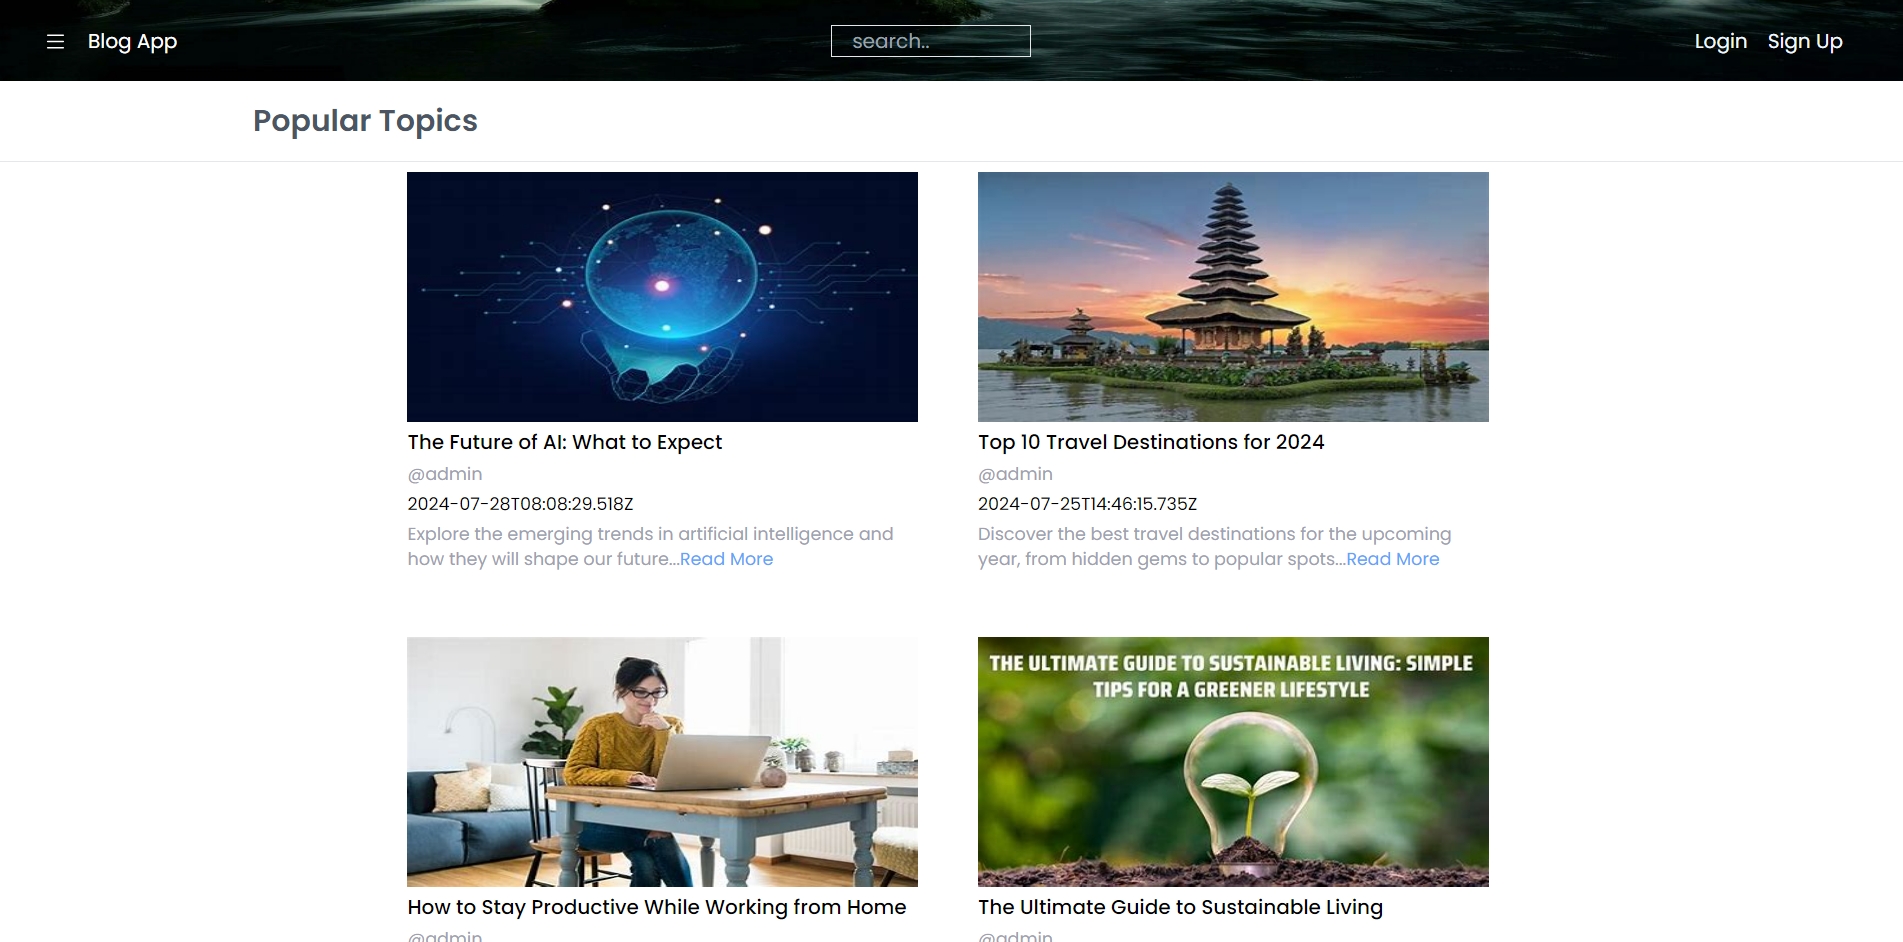 Blog App
search..
Login
Sign Up
Popular Topics
The Future of AI: What to Expect
@admin
2024-07-28T08:08:29.518Z
Explore the emerging trends in artificial intelligence and
how they will shape our future...Read More
Top 10 Travel Destinations for 2024
@admin
2024-07-25T14:46:15.735Z
Discover the best travel destinations for the upcoming
year, from hidden gems to popular spots...Read More
How to Stay Productive While Working from Home
@admin
THE ULTIMATE GUIDE TO SUSTAINABLE LIVING: SIMPLE
TIPS FOR A GREENER LIFESTYLE
The Ultimate Guide to Sustainable Living
@admin